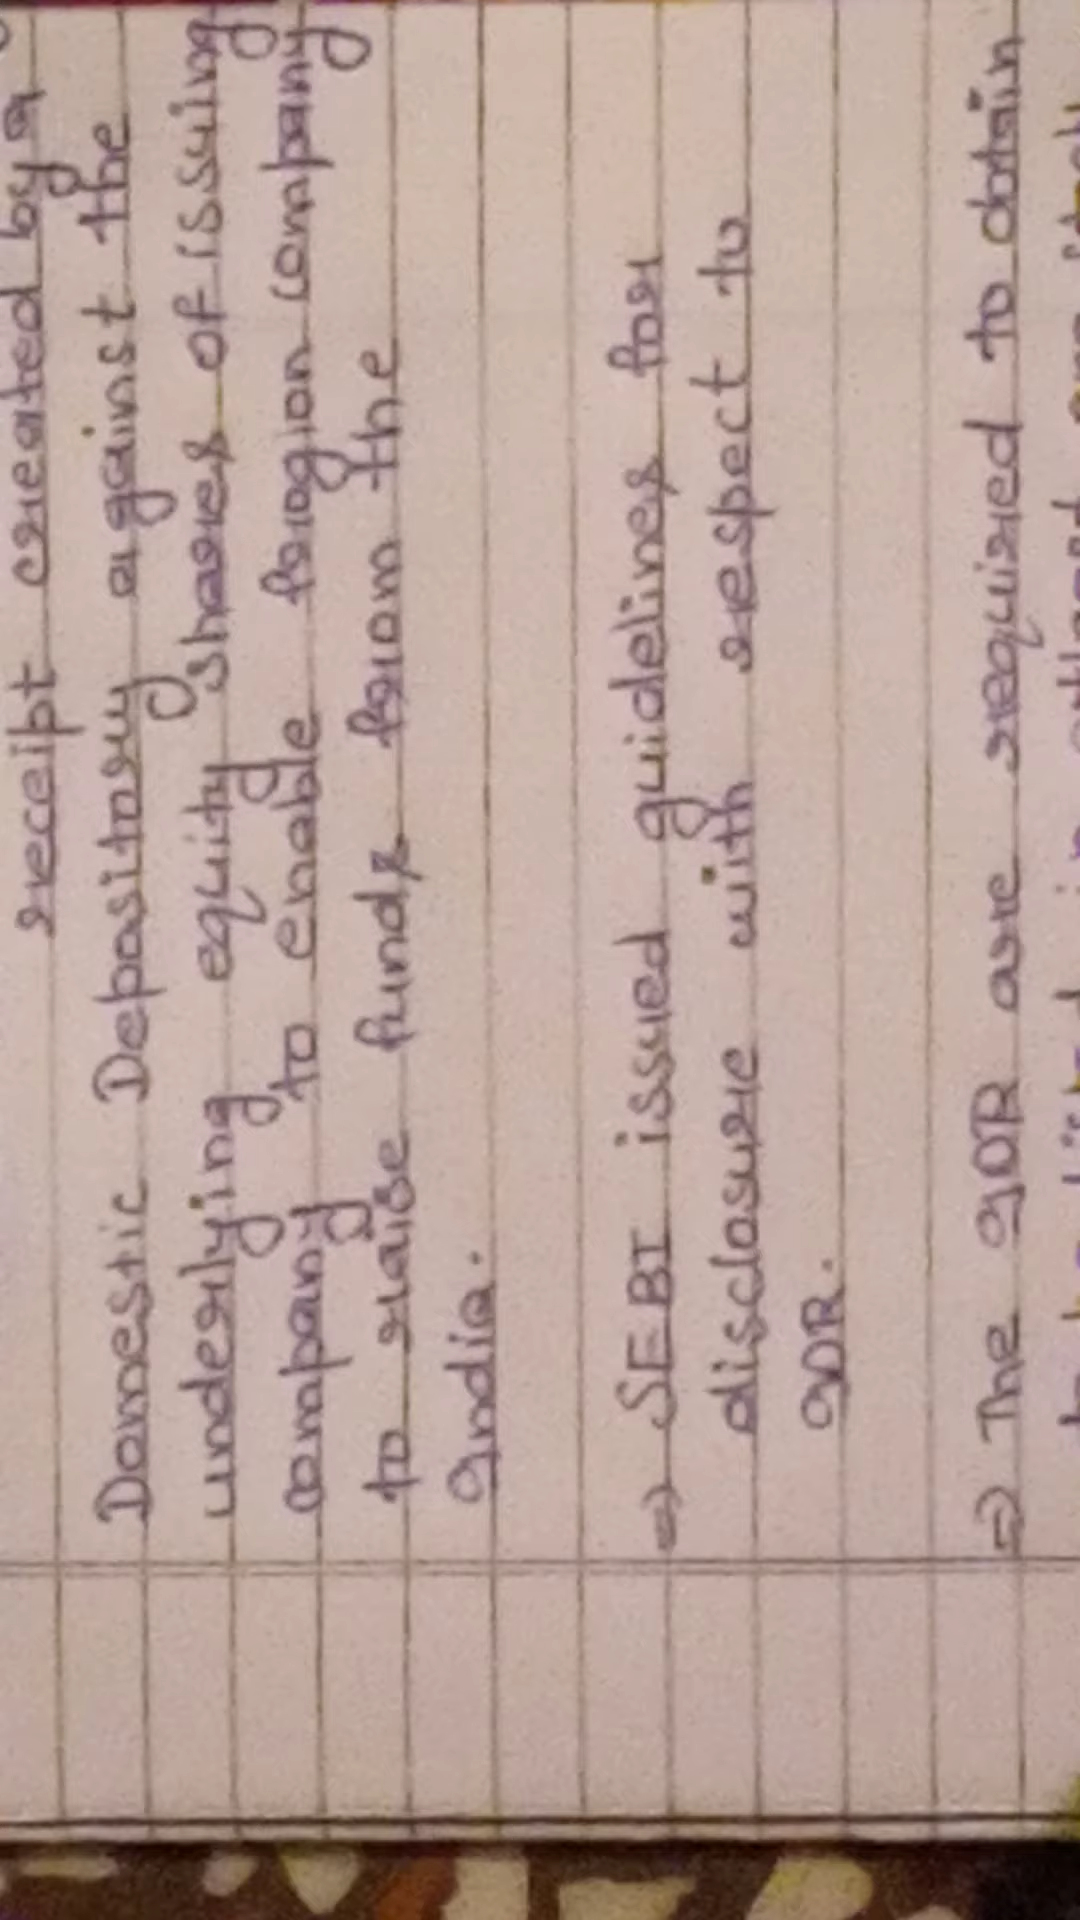 receipt created by a
Domestic Depository against the
underlying equity shares of issuing
company to enable frogion company
to raise funds from the
India.
⇒ SEBI issued guidelines for
disclosure with respect to
IDR.
⇒ The IDR are required to obtain